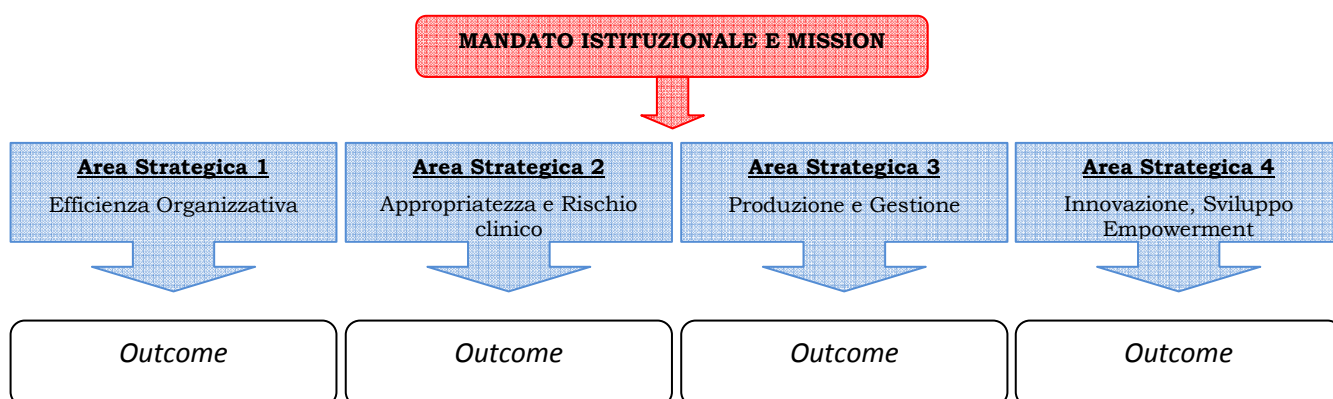 MANDATO ISTITUZIONALE E MISSION
Area Strategica 1
Efficienza Organizzativa
Area Strategica 2
Appropriatezza e Rischio
clinico
Area Strategica 3
Produzione e Gestione
Area Strategica 4
Innovazione, Sviluppo
Empowerment
Outcome
Outcome
Outcome
Outcome